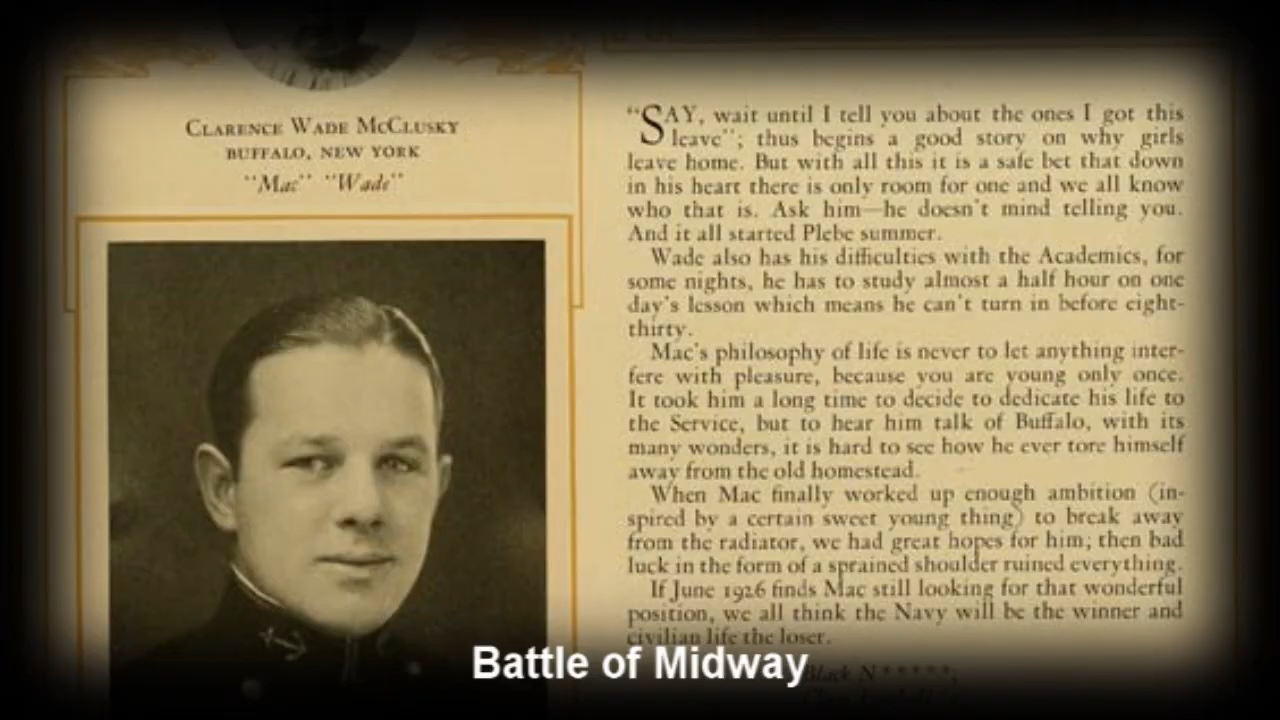 CLARENCE WADE MCCLUSKY
BUFFALO, NEW YORK
"Mac" "Wade"
"SAY, wait until I tell you about the ones I got this
leave"; thus begins a good story on why girls
leave home. But with all this it is a safe bet that down
in his heart there is only room for one and we all know
who that is. Ask him—he doesn't mind telling you.
And it all started Plebe summer.
Wade also has his difficulties with the Academics, for
some nights, he has to study almost a half hour on one
day's lesson which means he can't turn in before eight-
thirty.
Mac's philosophy of life is never to let anything inter-
fere with pleasure, because you are young only once.
It took him a long time to decide to dedicate his life to
the Service, but to hear him talk of Buffalo, with its
many wonders, it is hard to see how he ever tore himself
away from the old homestead.
When Mac finally worked up enough ambition (in-
spired by a certain sweet young thing) to break away
from the radiator, we had great hopes for him; then bad
luck in the form of a sprained shoulder ruined everything.
If June 1926 finds Mac still looking for that wonderful
position, we all think the Navy will be the winner and
civilian life the loser.
Black N*****;
Battle of Midway